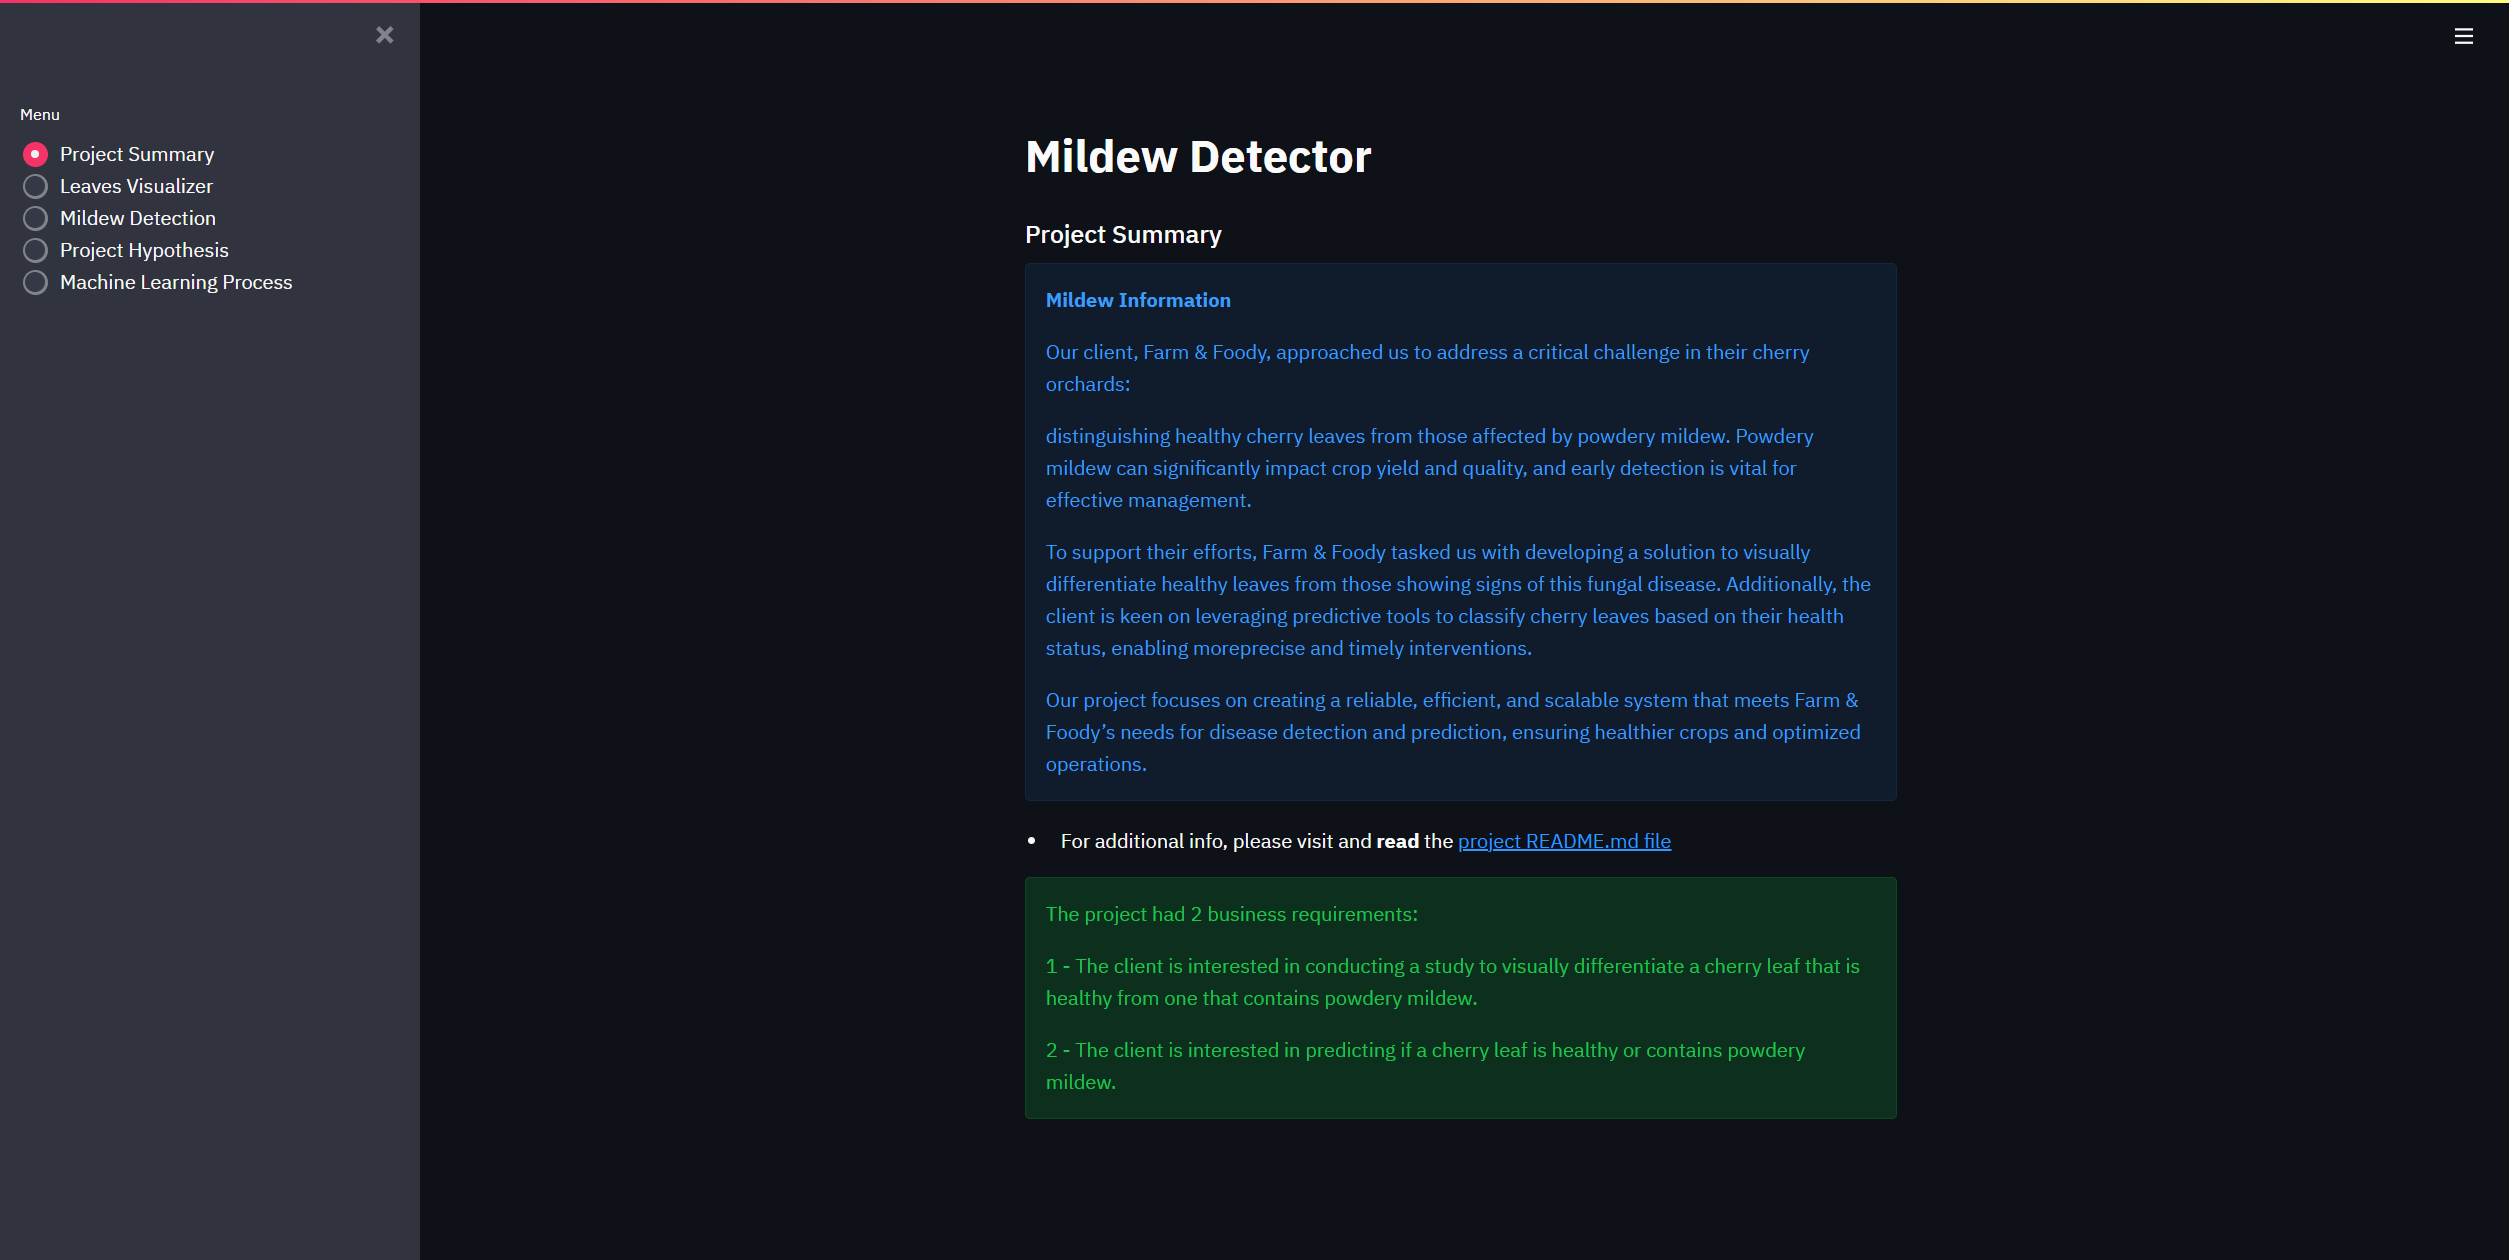 Menu
Project Summary
Leaves Visualizer
Mildew Detection
Project Hypothesis
Machine Learning Process
Mildew Detector
Project Summary
Mildew Information
Our client, Farm & Foody, approached us to address a critical challenge in their cherry
orchards:
distinguishing healthy cherry leaves from those affected by powdery mildew. Powdery
mildew can significantly impact crop yield and quality, and early detection is vital for
effective management.
To support their efforts, Farm & Foody tasked us with developing a solution to visually
differentiate healthy leaves from those showing signs of this fungal disease. Additionally, the
client is keen on leveraging predictive tools to classify cherry leaves based on their health
status, enabling moreprecise and timely interventions.
Our project focuses on creating a reliable, efficient, and scalable system that meets Farm &
Foody’s needs for disease detection and prediction, ensuring healthier crops and optimized
operations.
• For additional info, please visit and read the project README.md file
The project had 2 business requirements:
1 - The client is interested in conducting a study to visually differentiate a cherry leaf that is
healthy from one that contains powdery mildew.
2 - The client is interested in predicting if a cherry leaf is healthy or contains powdery
mildew.